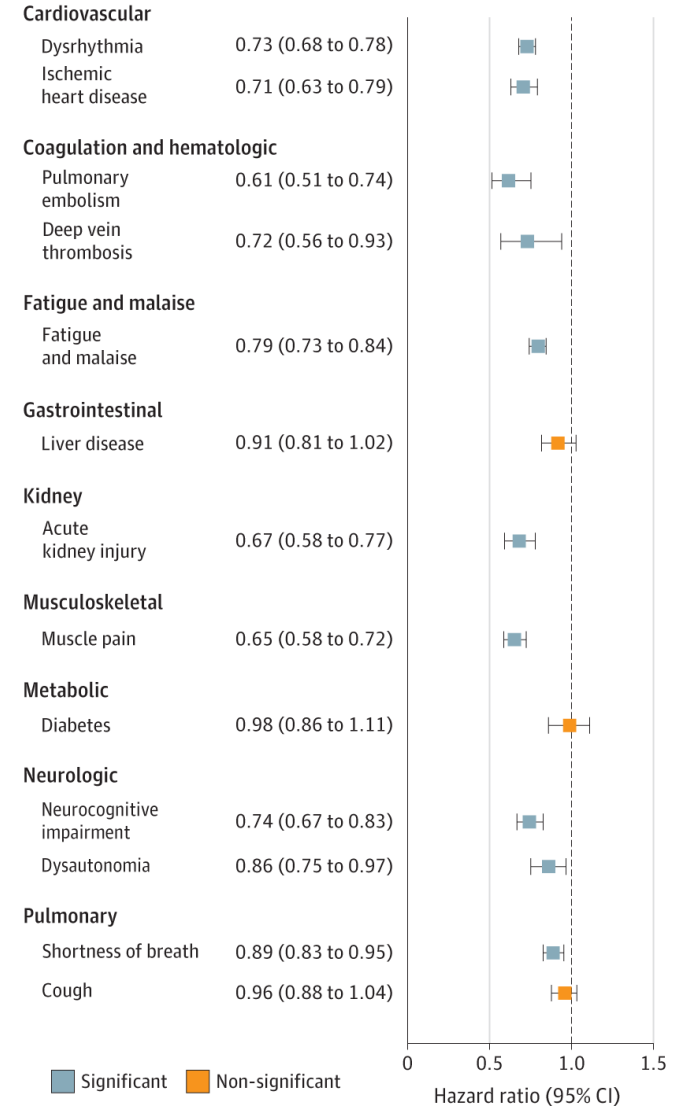 Cardiovascular
Dysrhythmia 0.73 (0.68 to 0.78)
Ischemic
heart disease 0.71 (0.63 to 0.79)
Coagulation and hematologic
Pulmonary
embolism 0.61 (0.51 to 0.74)
Deep vein
thrombosis 0.72 (0.56 to 0.93)
Fatigue and malaise
Fatigue
and malaise 0.79 (0.73 to 0.84)
Gastrointestinal
Liver disease 0.91 (0.81 to 1.02)
Kidney
Acute
kidney injury 0.67 (0.58 to 0.77)
Musculoskeletal
Muscle pain 0.65 (0.58 to 0.72)
Metabolic
Diabetes 0.98 (0.86 to 1.11)
Neurologic
Neurocognitive
impairment 0.74 (0.67 to 0.83)
Dysautonomia 0.86 (0.75 to 0.97)
Pulmonary
Shortness of breath 0.89 (0.83 to 0.95)
Cough 0.96 (0.88 to 1.04)
0 0.5 1.0 1.5
Significant Non-significant
Hazard ratio (95% CI)